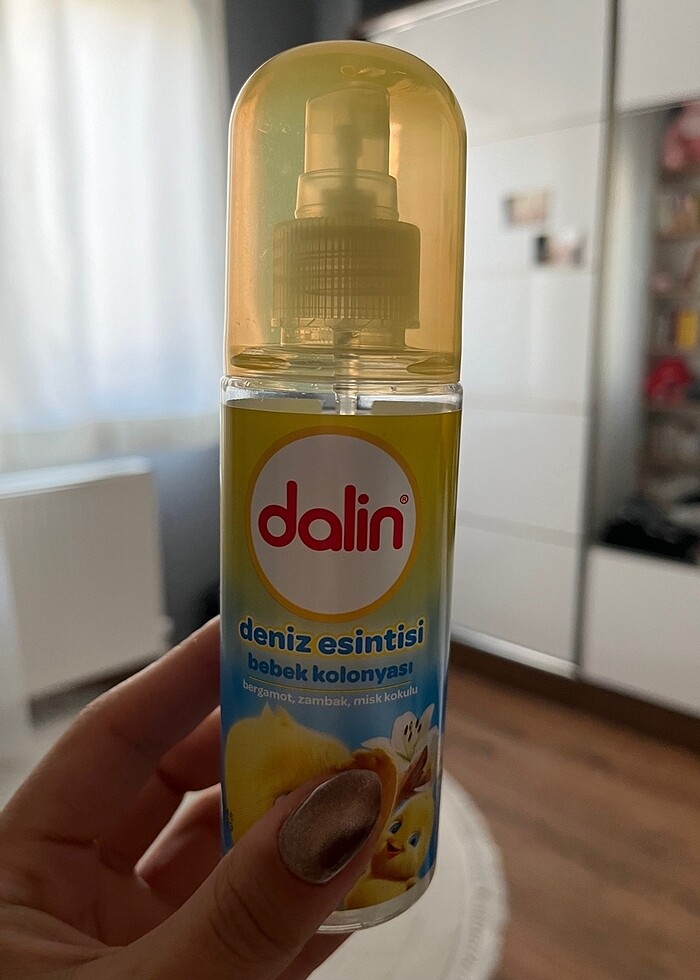 dalin®
deniz esintisi
bebek kolonyası
bergamot, zambak, misk kokulu